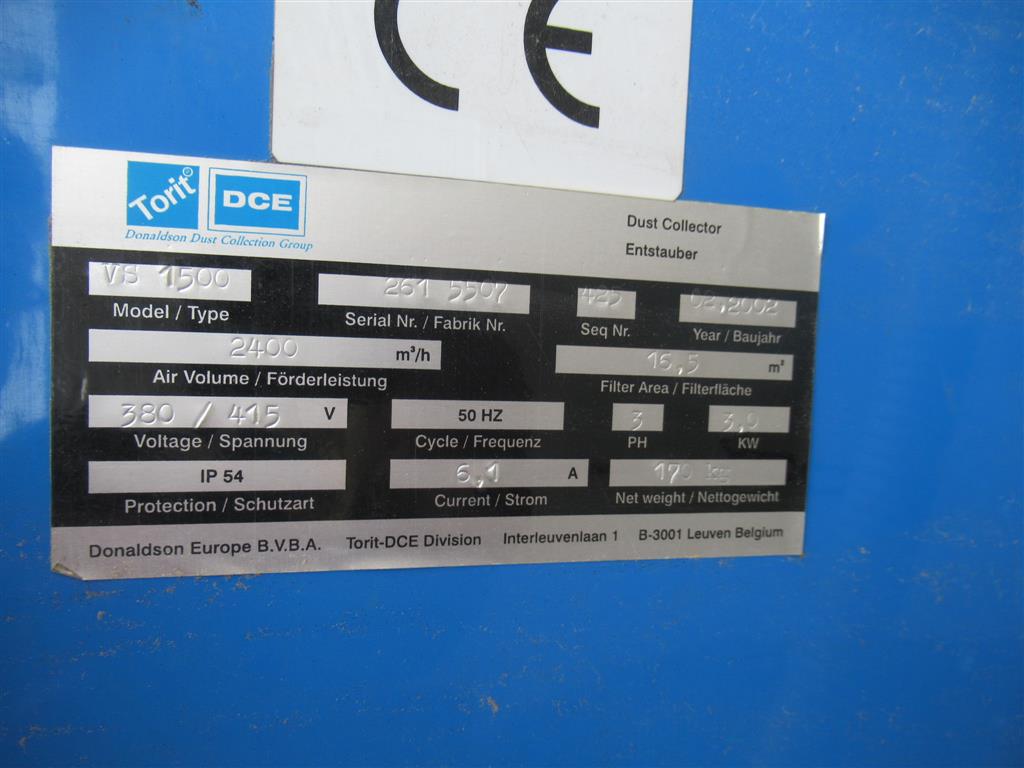 CE
Torit®
DCE
Donaldson Dust Collection Group
Dust Collector
Entstauber
VS 1500
261 5507
425
02,2002
Model / Type
Serial Nr. / Fabrik Nr.
Seq Nr.
Year / Baujahr
2400 m³/h
16,5 m²
Air Volume / Förderleistung
Filter Area / Filterfläche
380 / 415 V
50 HZ
3
3,0
Voltage / Spannung
Cycle / Frequenz
PH
KW
IP 54
6,1 A
170 kg
Protection / Schutzart
Current / Strom
Net weight / Nettogewicht
Donaldson Europe B.V.B.A. Torit-DCE Division Interleuvenlaan 1 B-3001 Leuven Belgium